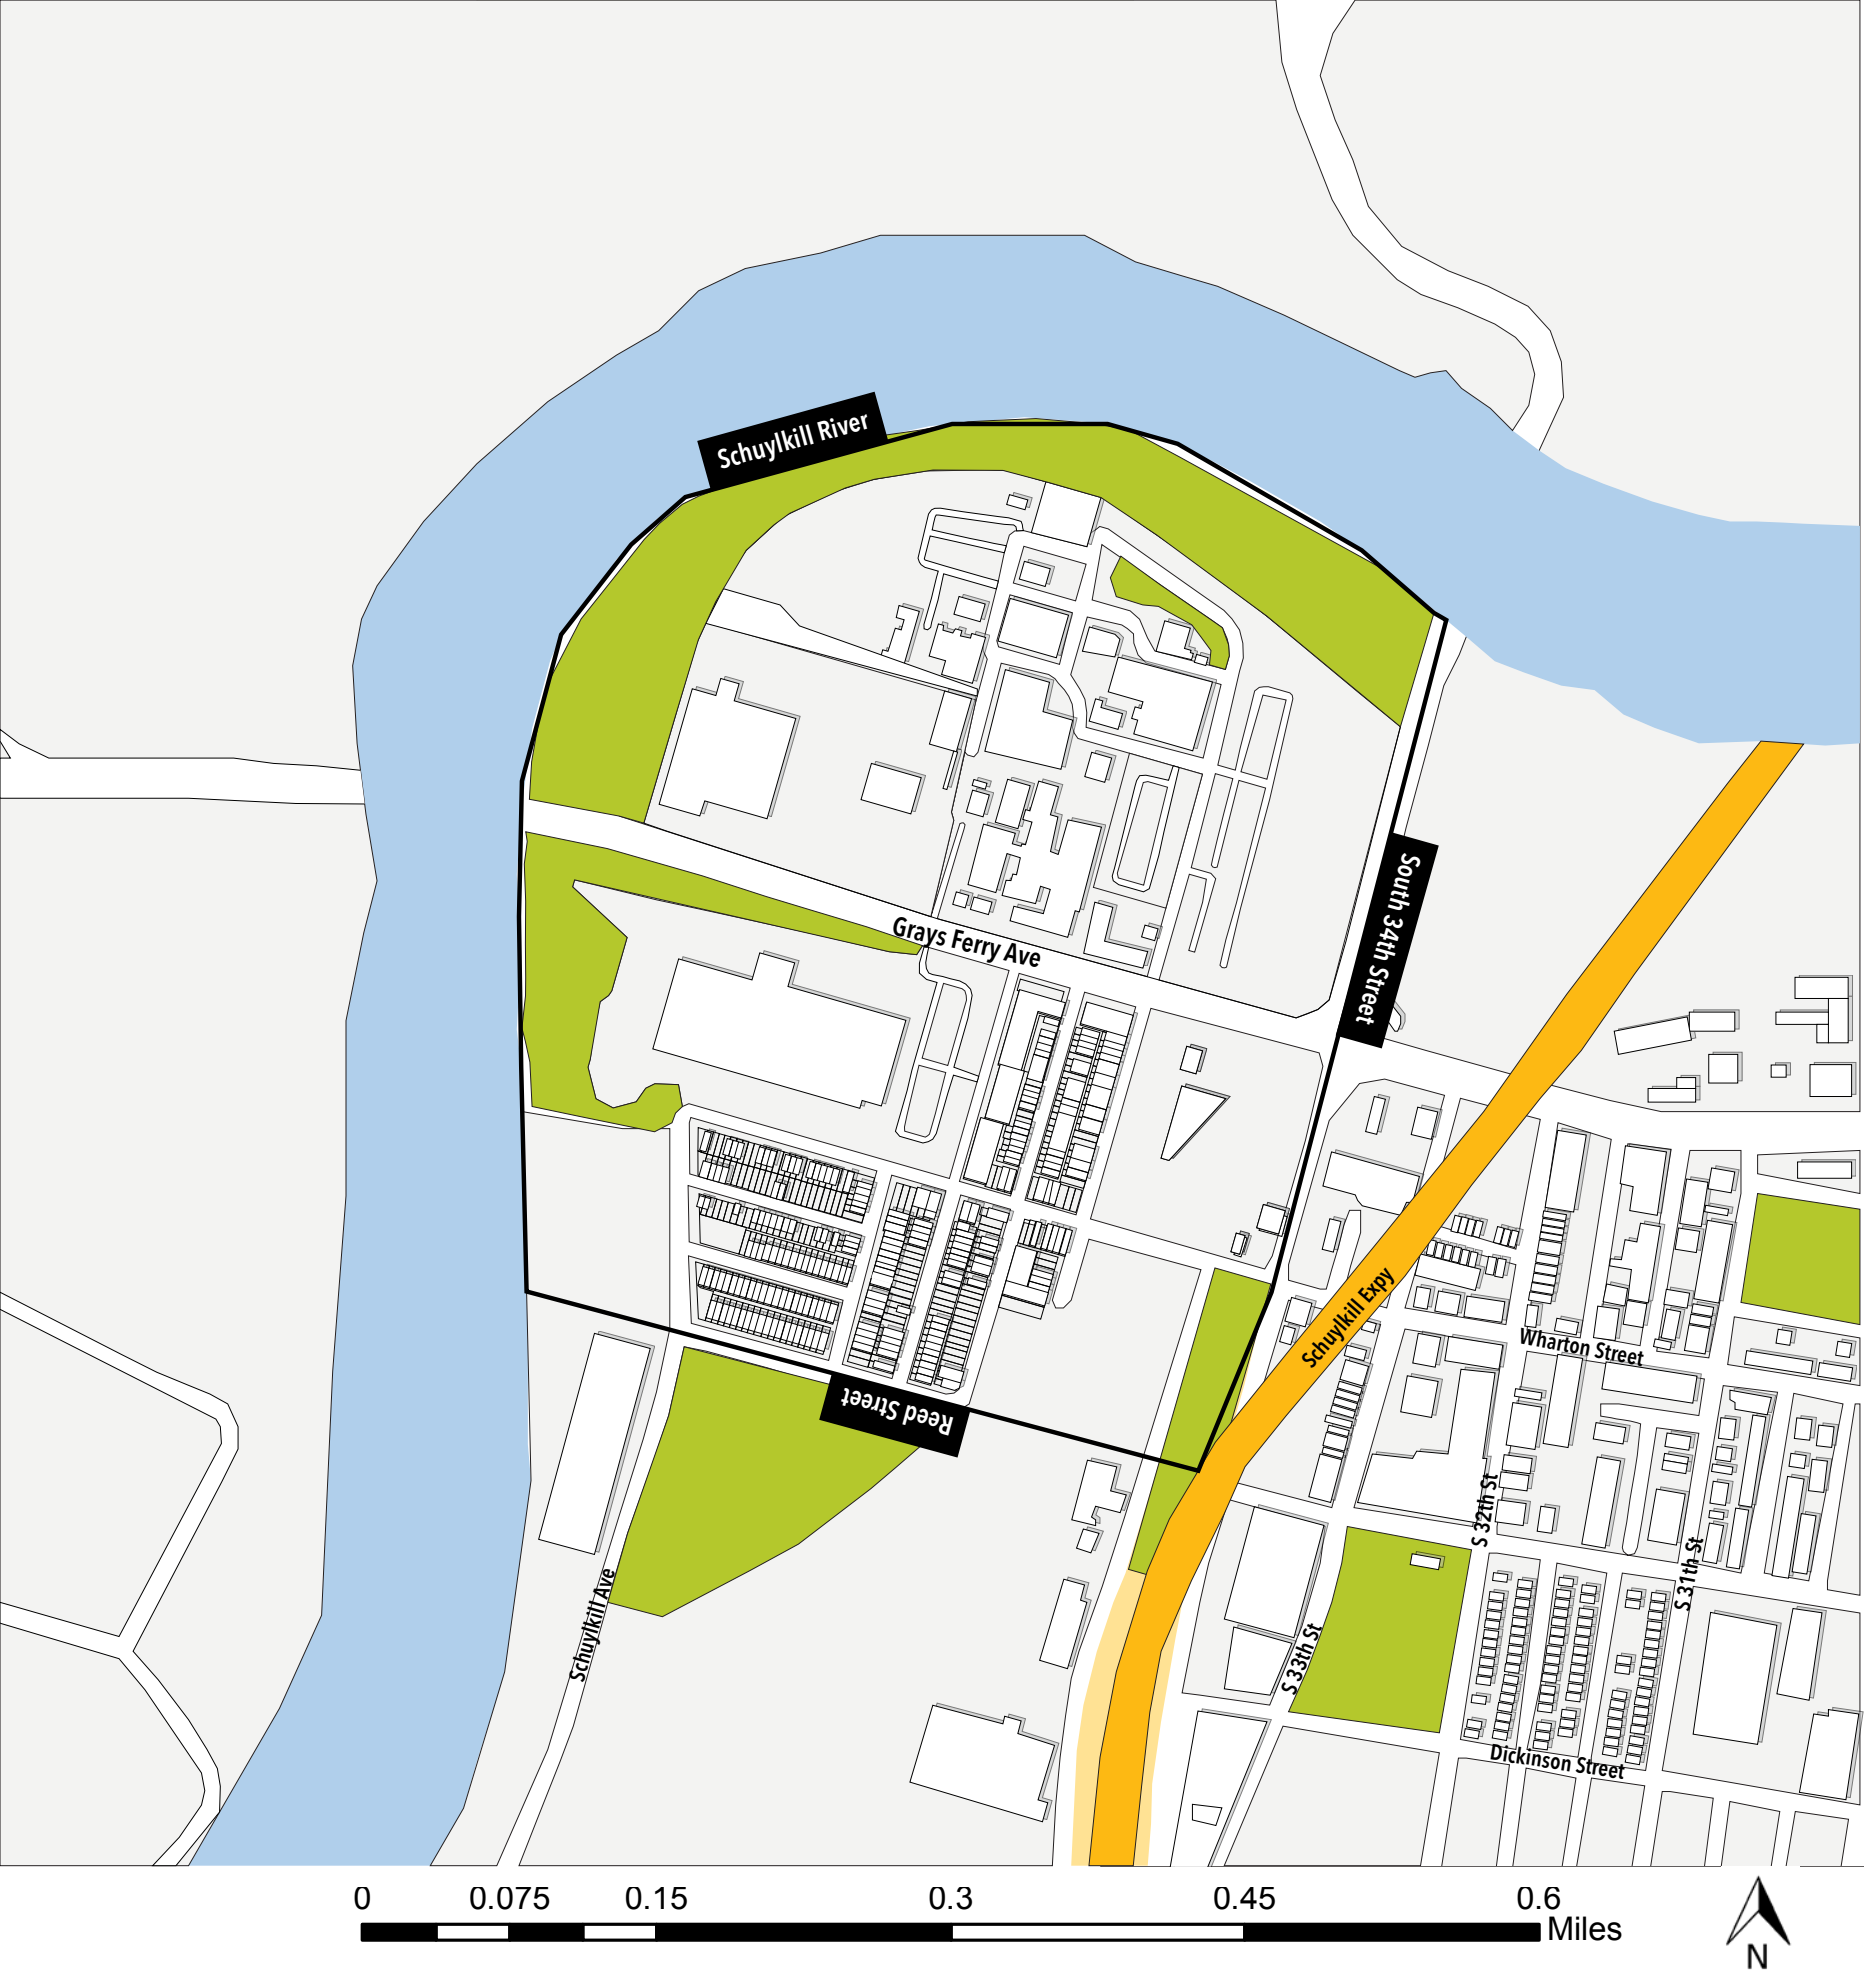 Schuylkill River
Grays Ferry Ave
South 34th Street
Schuylkill Expy
Wharton Street
Reed Street
S 32th St
S 31th St
Schuylkill Ave
S 33th St
Dickinson Street
0 0.075 0.15 0.3 0.45 0.6
Miles
N